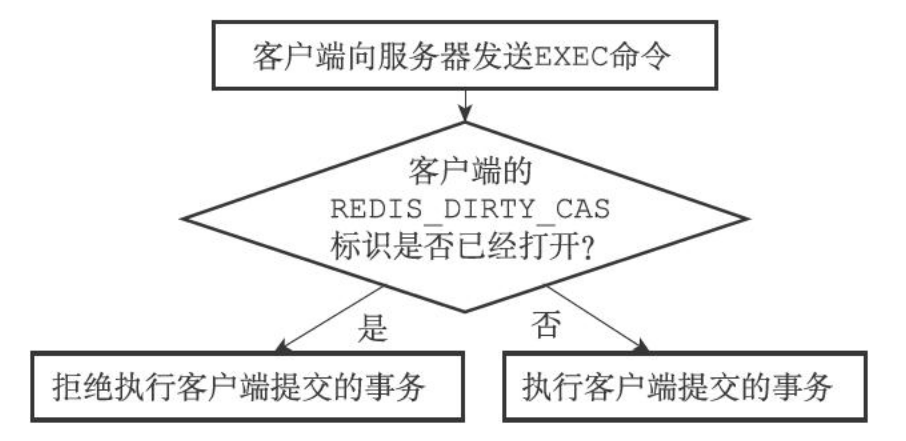 客户端向服务器发送EXEC命令
客户端的
REDIS_DIRTY_CAS
标识是否已经打开?
是
否
拒绝执行客户端提交的事务
执行客户端提交的事务